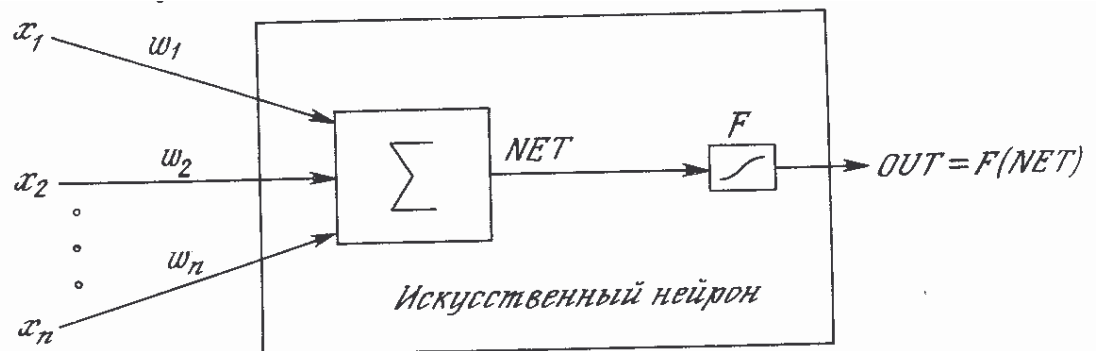 x₁
w₁
F
w₂
NET
x₂
Σ
OUT = F(NET)
wₙ
Искусственный нейрон
xₙ